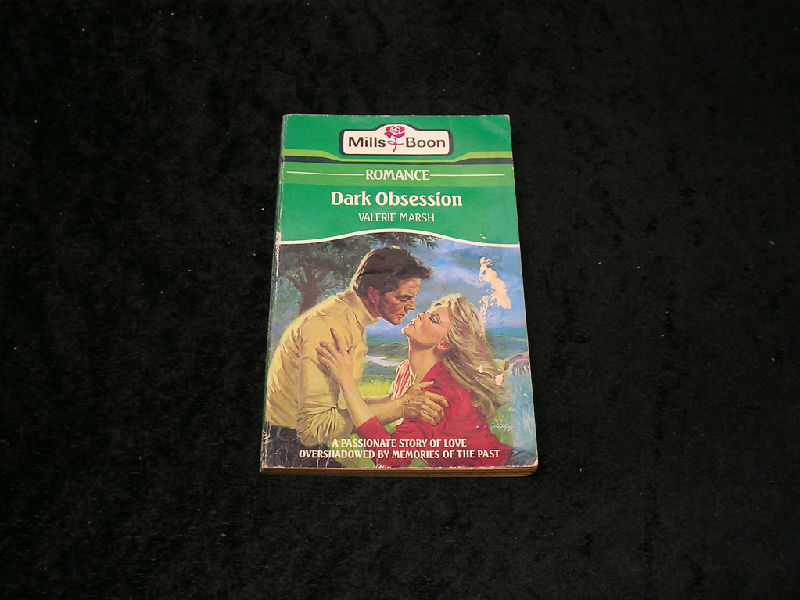 Mills & Boon
ROMANCE
Dark Obsession
VALERIE MARSH
A PASSIONATE STORY OF LOVE
OVERSHADOWED BY MEMORIES OF THE PAST